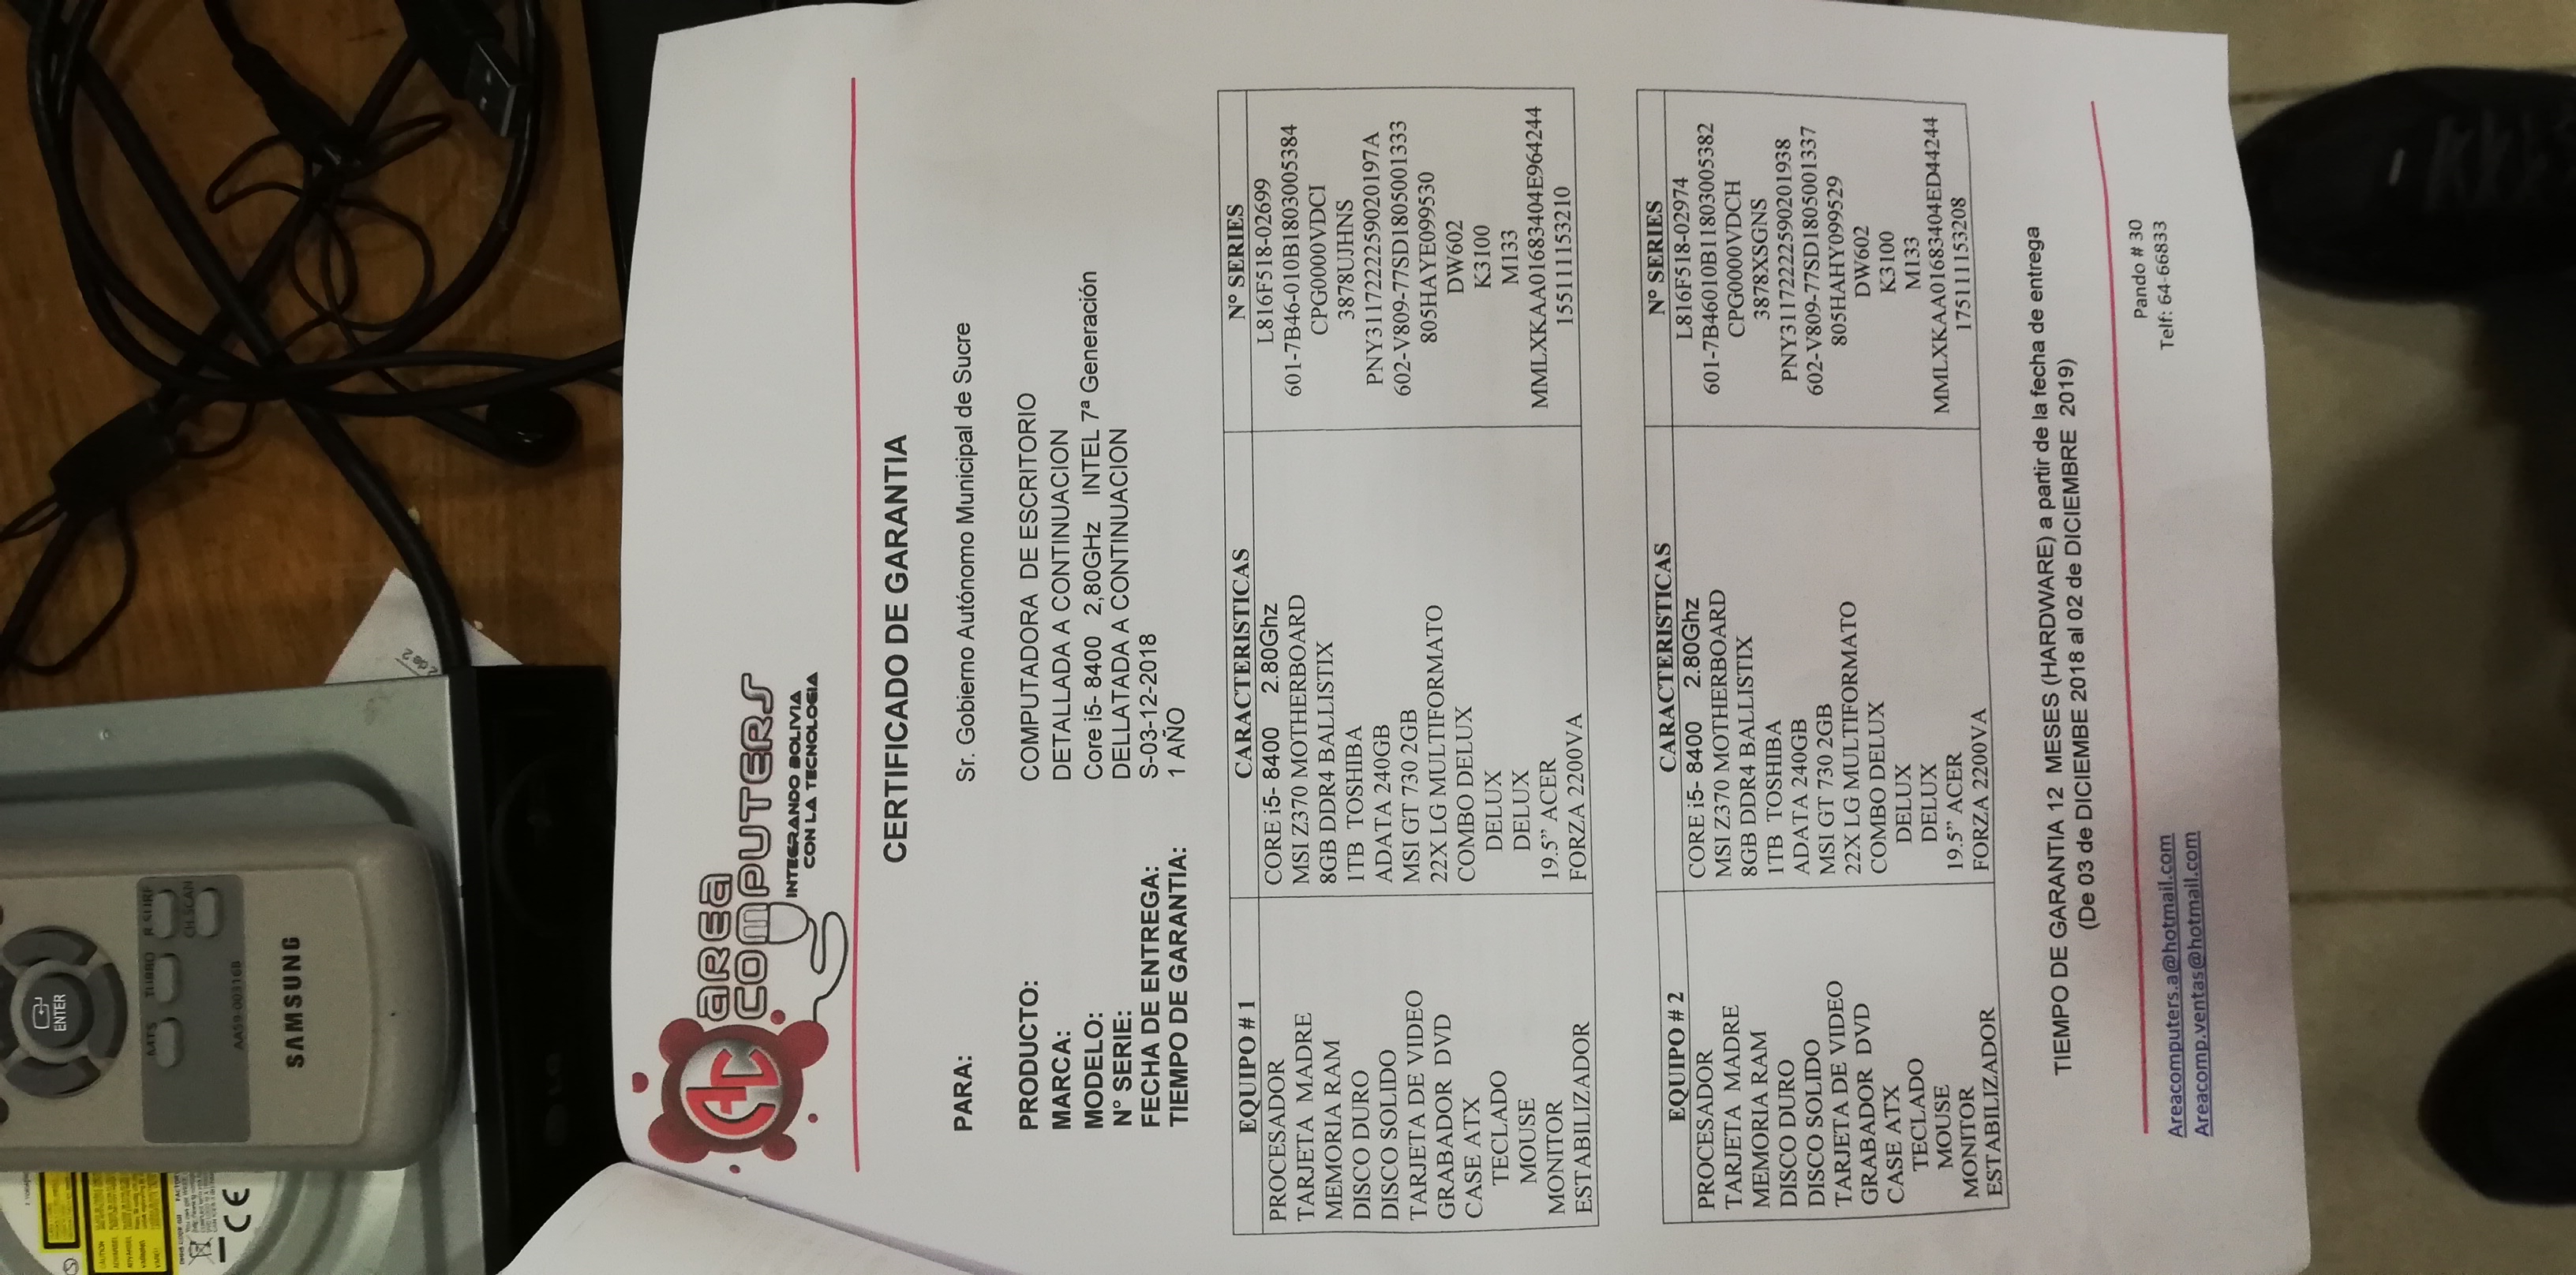 AREA
COMPUTERS
INTEGRANDO BOLIVIA
CON LA TECNOLOGIA
CERTIFICADO DE GARANTIA
PARA: Sr. Gobierno Autónomo Municipal de Sucre
PRODUCTO: COMPUTADORA DE ESCRITORIO
MARCA: DETALLADA A CONTINUACION
MODELO: Core i5- 8400 2,80GHz INTEL 7ª Generación
N° SERIE: DELLATADA A CONTINUACION
FECHA DE ENTREGA: S-03-12-2018
TIEMPO DE GARANTIA: 1 AÑO
EQUIPO # 1 CARACTERISTICAS N° SERIES
PROCESADOR CORE i5- 8400 2.80Ghz L816F518-02699
TARJETA MADRE MSI Z370 MOTHERBOARD 601-7B46-010B1803005384
MEMORIA RAM 8GB DDR4 BALLISTIX CPG0000VDCI
DISCO DURO 1TB TOSHIBA 3878UJHNS
DISCO SOLIDO ADATA 240GB PNY3117222259020197A
TARJETA DE VIDEO MSI GT 730 2GB 602-V809-77SD1805001333
GRABADOR DVD 22X LG MULTIFORMATO 805HAYE099530
CASE ATX COMBO DELUX DW602
TECLADO DELUX K3100
MOUSE DELUX M133
MONITOR 19.5” ACER MMLXKAA01683404E964244
ESTABILIZADOR FORZA 2200VA 155111153210
EQUIPO # 2 CARACTERISTICAS N° SERIES
PROCESADOR CORE i5- 8400 2.80Ghz L816F518-02974
TARJETA MADRE MSI Z370 MOTHERBOARD 601-7B46010B11803005382
MEMORIA RAM 8GB DDR4 BALLISTIX CPG0000VDCH
DISCO DURO 1TB TOSHIBA 3878XSGNS
DISCO SOLIDO ADATA 240GB PNY31172222590201938
TARJETA DE VIDEO MSI GT 730 2GB 602-V809-77SD1805001337
GRABADOR DVD 22X LG MULTIFORMATO 805HAHY099529
CASE ATX COMBO DELUX DW602
TECLADO DELUX K3100
MOUSE DELUX M133
MONITOR 19.5” ACER MMLXKAA01683404ED44244
ESTABILIZADOR FORZA 2200VA 175111153208
TIEMPO DE GARANTIA 12 MESES (HARDWARE) a partir de la fecha de entrega
(De 03 de DICIEMBRE 2018 al 02 de DICIEMBRE 2019)
Areacomputers.a@hotmail.com Pando # 30
Areacomp.ventas@hotmail.com Telf: 64-66833
ENTER
MTS TURBO R.SURF
CH.SCAN
AA59-00316B
SAMSUNG
2 de 2
CE